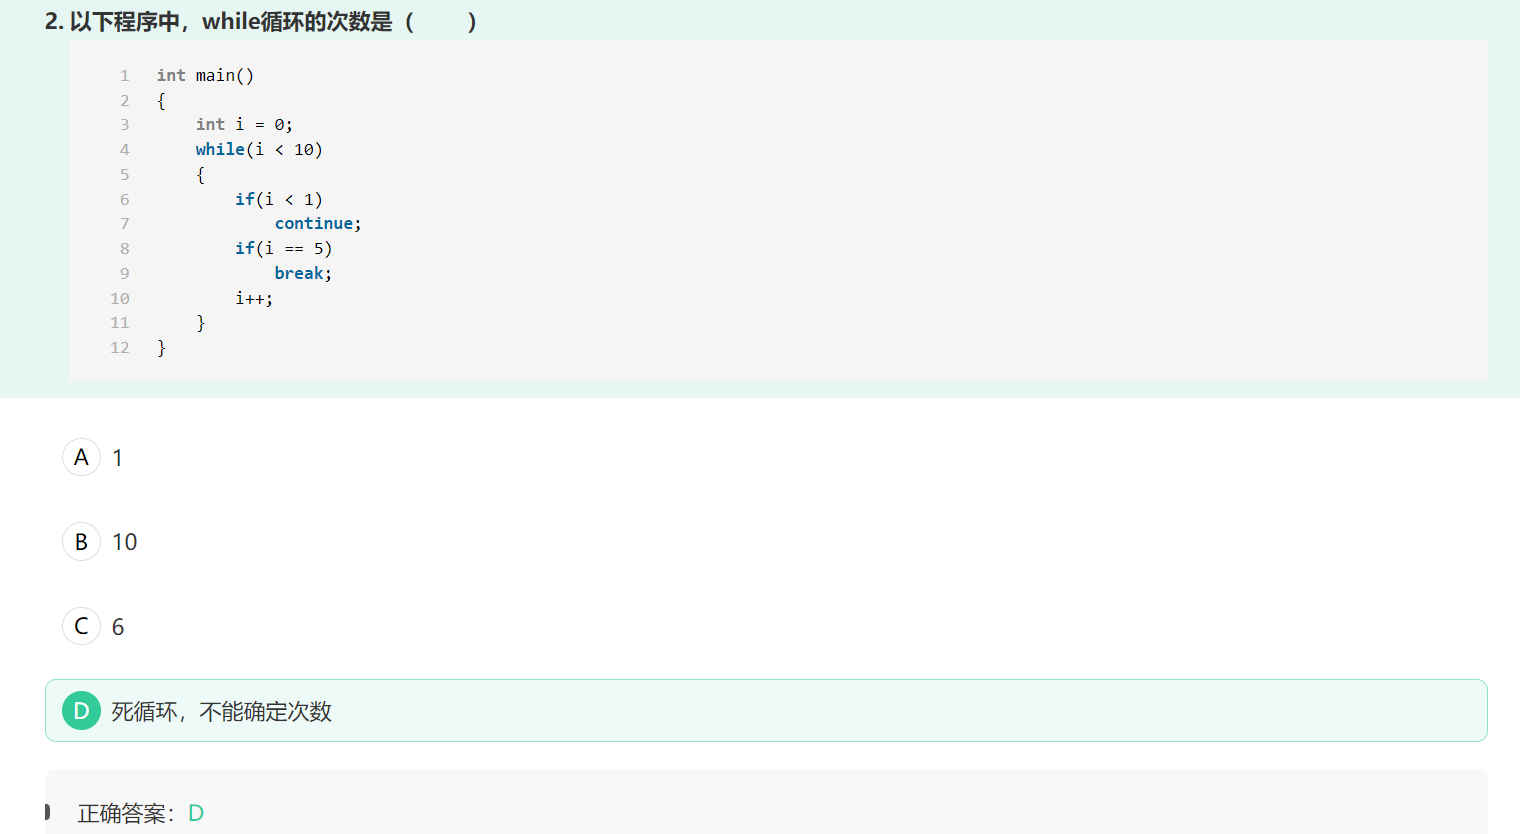 2. 以下程序中，while循环的次数是（　　）
1 int main()
2 {
3     int i = 0;
4     while(i < 10)
5     {
6         if(i < 1)
7             continue;
8         if(i == 5)
9             break;
10         i++;
11     }
12 }
A 1
B 10
C 6
D 死循环，不能确定次数
正确答案：D